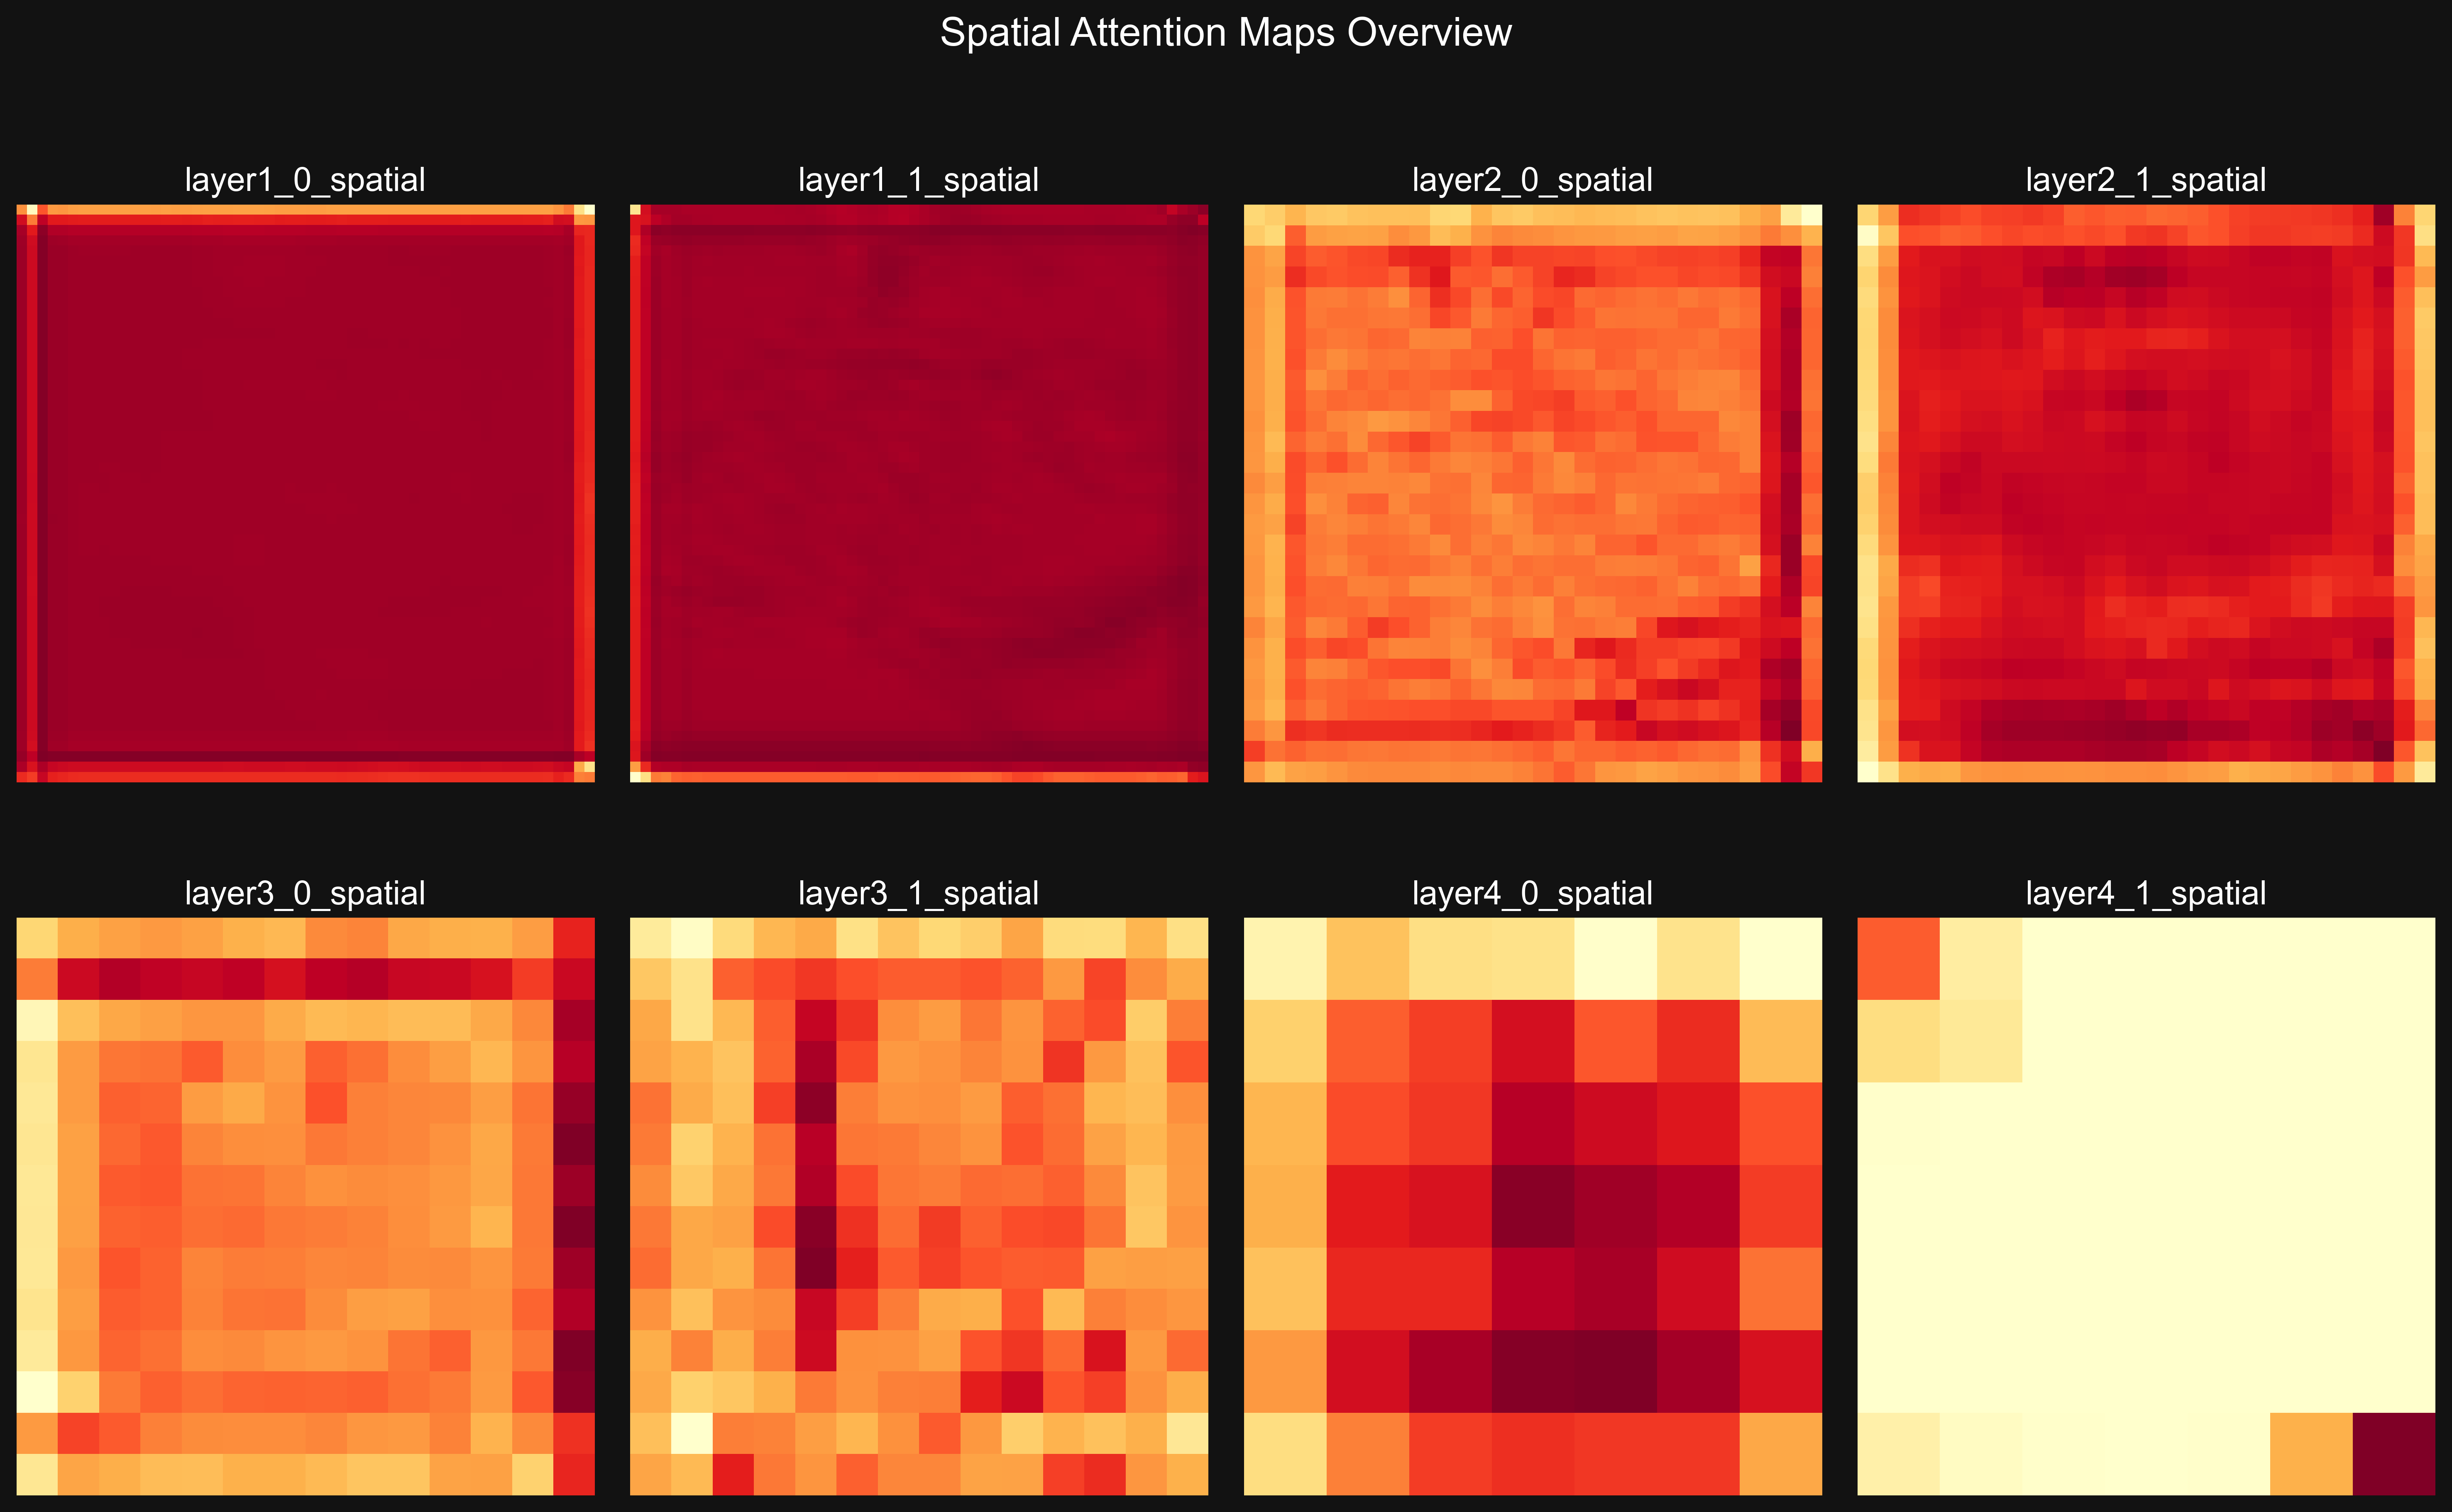 Spatial Attention Maps Overview
layer1_0_spatial
layer1_1_spatial
layer2_0_spatial
layer2_1_spatial
layer3_0_spatial
layer3_1_spatial
layer4_0_spatial
layer4_1_spatial